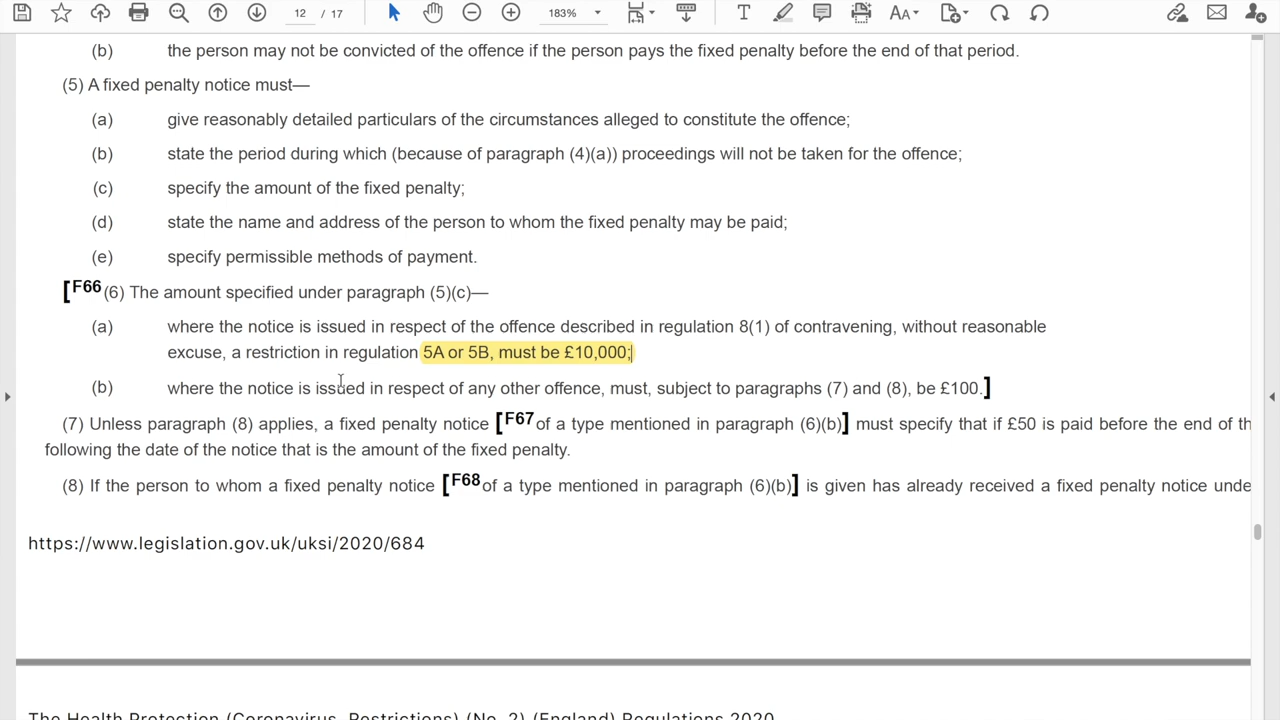 12 / 17
183%
(b) the person may not be convicted of the offence if the person pays the fixed penalty before the end of that period.
(5) A fixed penalty notice must—
(a) give reasonably detailed particulars of the circumstances alleged to constitute the offence;
(b) state the period during which (because of paragraph (4)(a)) proceedings will not be taken for the offence;
(c) specify the amount of the fixed penalty;
(d) state the name and address of the person to whom the fixed penalty may be paid;
(e) specify permissible methods of payment.
[F66(6) The amount specified under paragraph (5)(c)—
(a) where the notice is issued in respect of the offence described in regulation 8(1) of contravening, without reasonable
excuse, a restriction in regulation 5A or 5B, must be £10,000;
(b) where the notice is issued in respect of any other offence, must, subject to paragraphs (7) and (8), be £100.]
(7) Unless paragraph (8) applies, a fixed penalty notice [F67of a type mentioned in paragraph (6)(b)] must specify that if £50 is paid before the end of th
following the date of the notice that is the amount of the fixed penalty.
(8) If the person to whom a fixed penalty notice [F68of a type mentioned in paragraph (6)(b)] is given has already received a fixed penalty notice unde
https://www.legislation.gov.uk/uksi/2020/684
The Health Protection (Coronavirus, Restrictions) (No. 2) (England) Regulations 2020